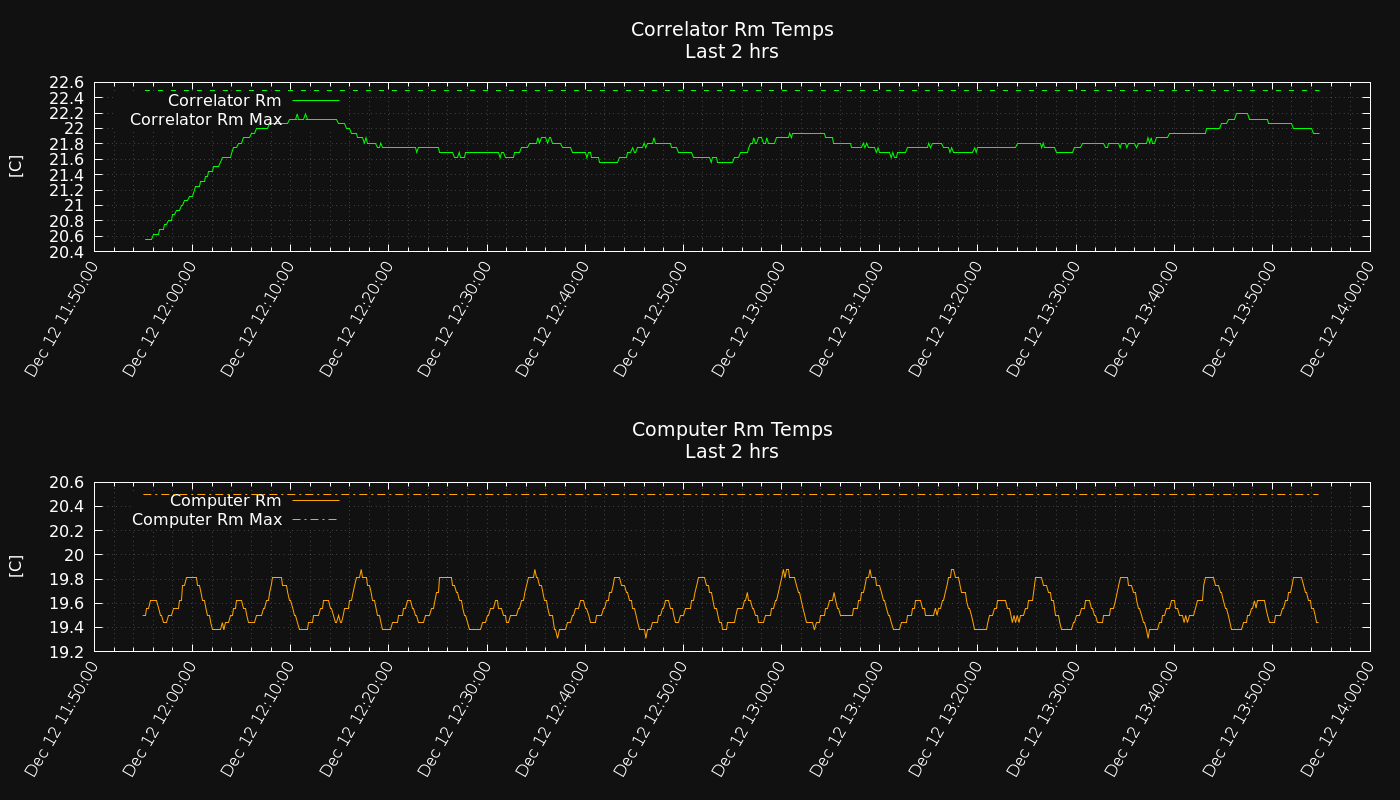 Correlator Rm Temps
Last 2 hrs
22.6
22.4
22.2
22
21.8
21.6
21.4
21.2
21
20.8
20.6
20.4
[C]
Correlator Rm
Correlator Rm Max
Dec 12 11:50:00
Dec 12 12:00:00
Dec 12 12:10:00
Dec 12 12:20:00
Dec 12 12:30:00
Dec 12 12:40:00
Dec 12 12:50:00
Dec 12 13:00:00
Dec 12 13:10:00
Dec 12 13:20:00
Dec 12 13:30:00
Dec 12 13:40:00
Dec 12 13:50:00
Dec 12 14:00:00
Computer Rm Temps
Last 2 hrs
20.6
20.4
20.2
20
19.8
19.6
19.4
19.2
[C]
Computer Rm
Computer Rm Max
Dec 12 11:50:00
Dec 12 12:00:00
Dec 12 12:10:00
Dec 12 12:20:00
Dec 12 12:30:00
Dec 12 12:40:00
Dec 12 12:50:00
Dec 12 13:00:00
Dec 12 13:10:00
Dec 12 13:20:00
Dec 12 13:30:00
Dec 12 13:40:00
Dec 12 13:50:00
Dec 12 14:00:00